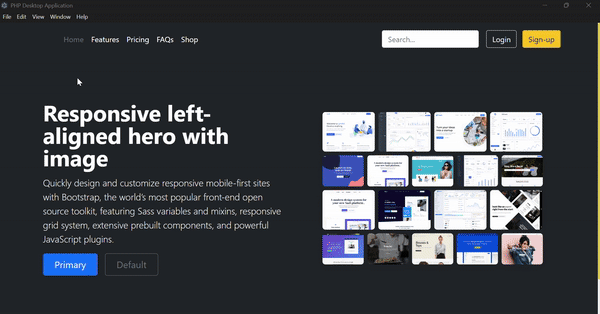 PHP Desktop Application
File Edit View Window Help
Home Features Pricing FAQs Shop Search... Login Sign-up
Responsive left-
aligned hero with
image
Quickly design and customize responsive mobile-first sites
with Bootstrap, the world's most popular front-end open
source toolkit, featuring Sass variables and mixins, responsive
grid system, extensive prebuilt components, and powerful
JavaScript plugins.
Primary Default